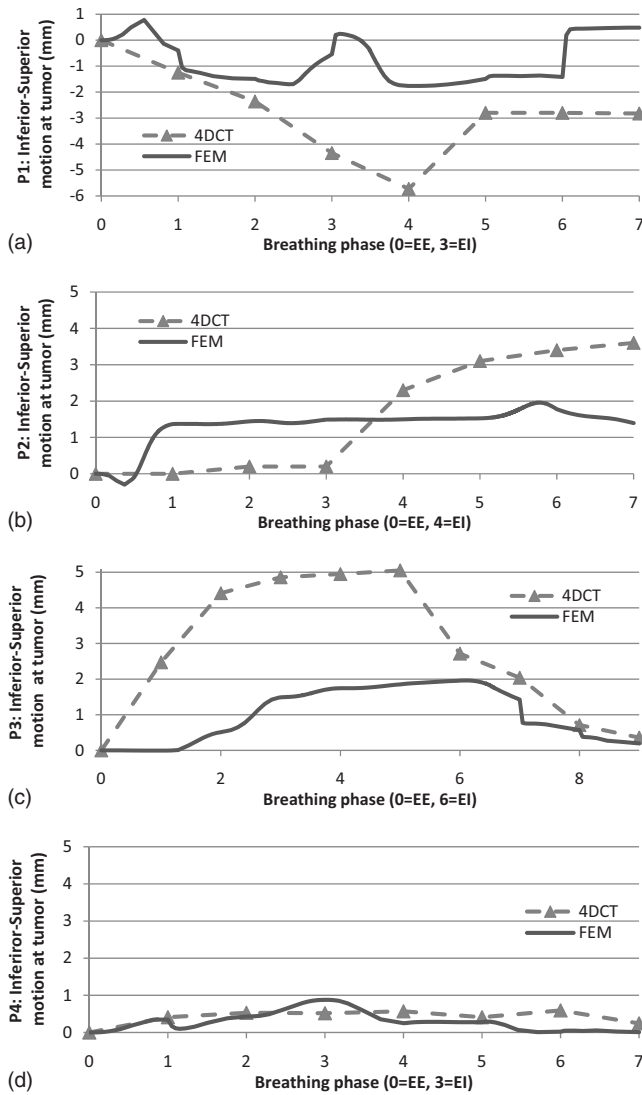 1
0
-1
-2
-3
-4
-5
-6
P1: Inferior-Superior
motion at tumor (mm)
4DCT
FEM
0 1 2 3 4 5 6 7
Breathing phase (0=EE, 3=EI)
(a)
5
4
3
2
1
0
P2: Inferior-Superior
motion at tumor (mm)
4DCT
FEM
0 1 2 3 4 5 6 7
Breathing phase (0=EE, 4=EI)
(b)
5
4
3
2
1
0
P3: Inferior-Superior
motion at tumor (mm)
4DCT
FEM
0 2 4 6 8
Breathing phase (0=EE, 6=EI)
(c)
5
4
3
2
1
0
P4: Inferiror-Superior
motion at tumor (mm)
4DCT
FEM
0 1 2 3 4 5 6 7
Breathing phase (0=EE, 3=EI)
(d)